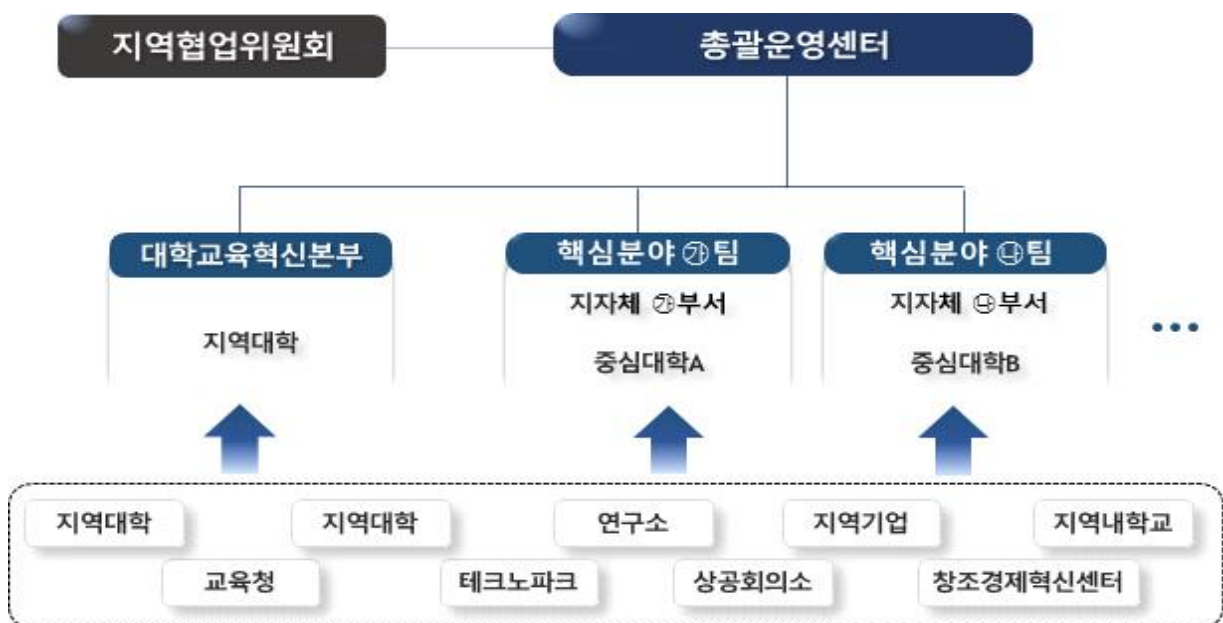 지역협업위원회
총괄운영센터
대학교육혁신본부
지역대학
핵심분야 ㉮팀
지자체 ㉮부서
중심대학A
핵심분야 ㉯팀
지자체 ㉯부서
중심대학B
•••
지역대학
지역대학
연구소
지역기업
지역내학교
교육청
테크노파크
상공회의소
창조경제혁신센터